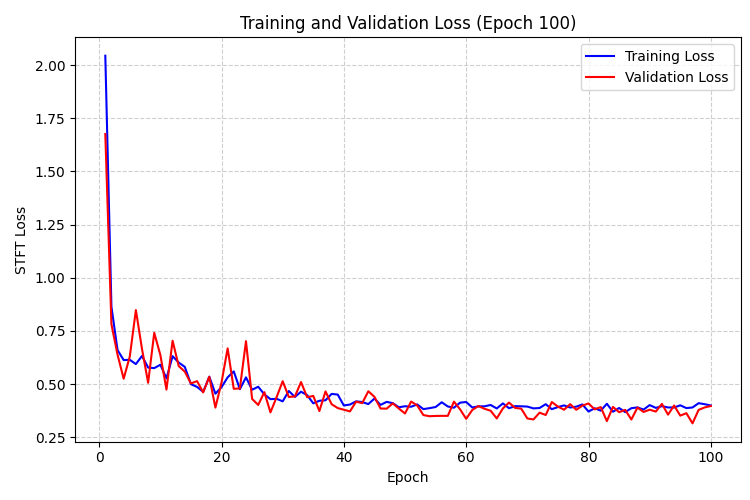 Training and Validation Loss (Epoch 100)
Training Loss
Validation Loss
2.00
1.75
1.50
1.25
1.00
0.75
0.50
0.25
STFT Loss
0 20 40 60 80 100
Epoch